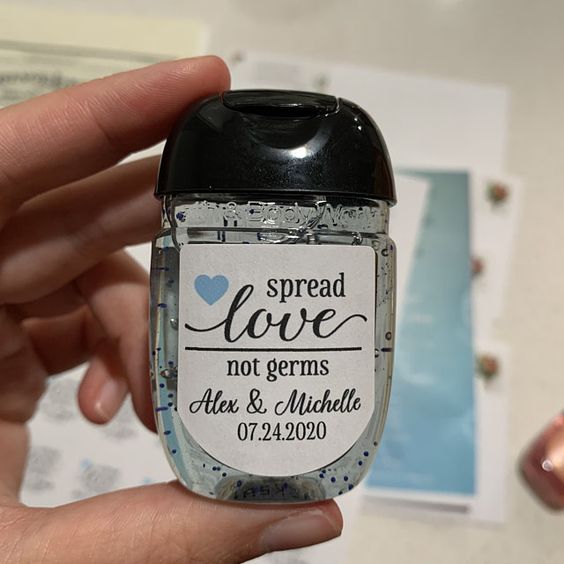 spread
love
not germs
Alex & Michelle
07.24.2020